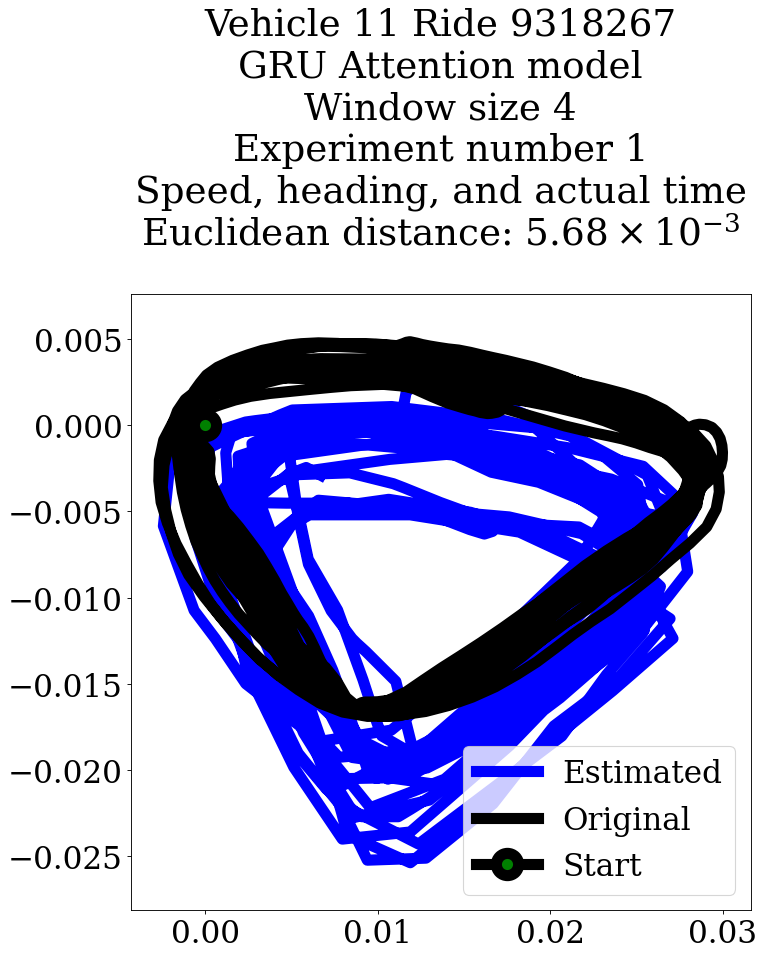 Vehicle 11 Ride 9318267
GRU Attention model
Window size 4
Experiment number 1
Speed, heading, and actual time
Euclidean distance: 5.68 × 10⁻³
0.005
0.000
−0.005
−0.010
−0.015
−0.020
−0.025
Estimated
Original
Start
0.00 0.01 0.02 0.03